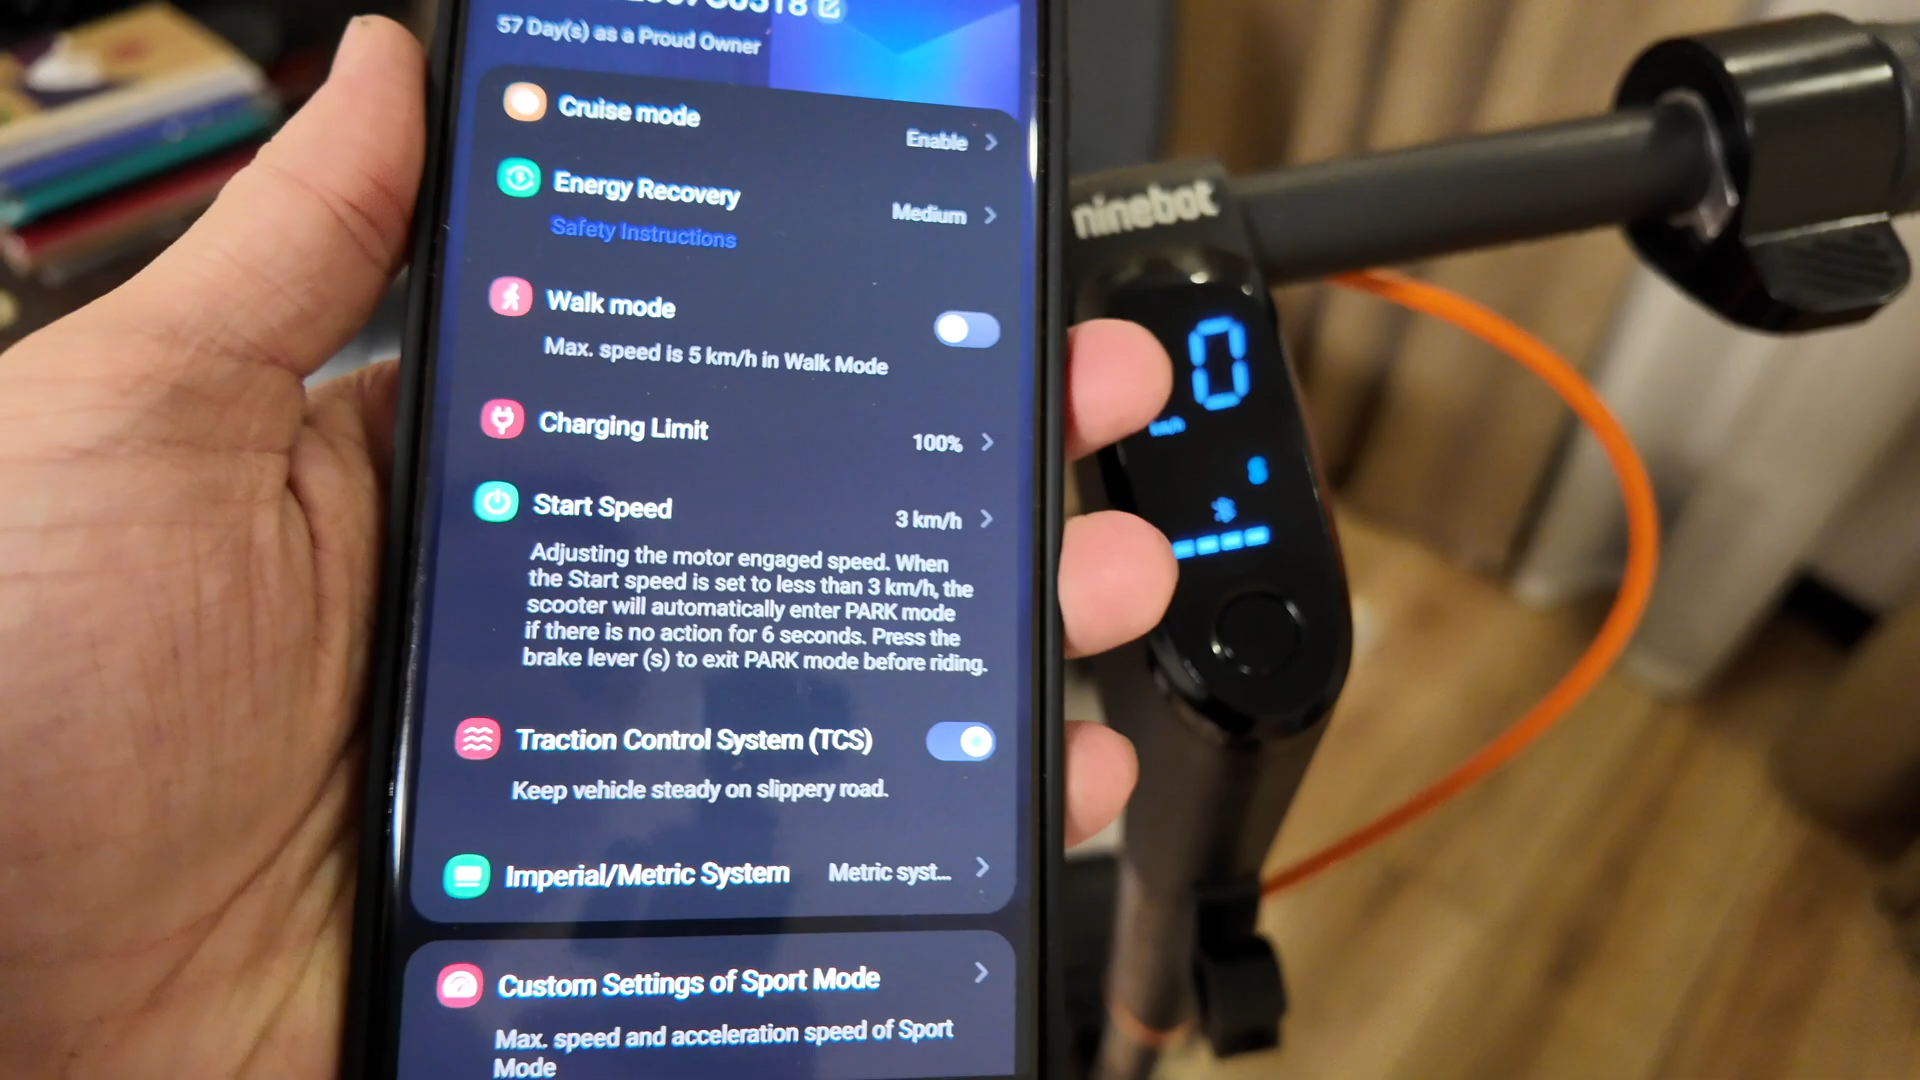 57 Day(s) as a Proud Owner
Cruise mode
Enable
Energy Recovery
Medium
Safety Instructions
Walk mode
Max. speed is 5 km/h in Walk Mode
Charging Limit
100%
Start Speed
3 km/h
Adjusting the motor engaged speed. When
the Start speed is set to less than 3 km/h, the
scooter will automatically enter PARK mode
if there is no action for 6 seconds. Press the
brake lever (s) to exit PARK mode before riding.
Traction Control System (TCS)
Keep vehicle steady on slippery road.
Imperial/Metric System
Metric syst...
Custom Settings of Sport Mode
Max. speed and acceleration speed of Sport
Mode
ninebot
0
km/h
S